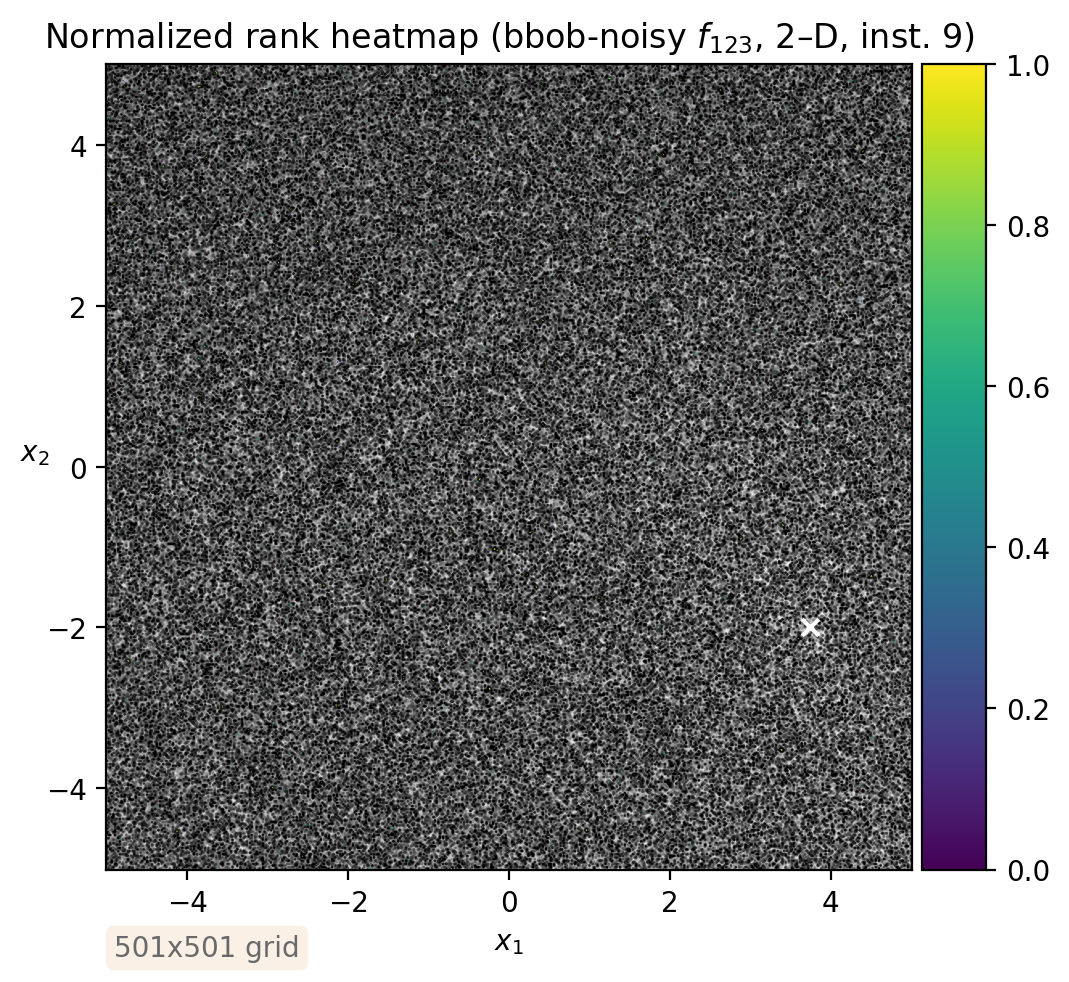 Normalized rank heatmap (bbob-noisy f₁₂₃, 2–D, inst. 9)
1.0
4
0.8
2
0.6
x₂ 0
0.4
−2
0.2
−4
0.0
−4 −2 0 2 4
x₁
501x501 grid